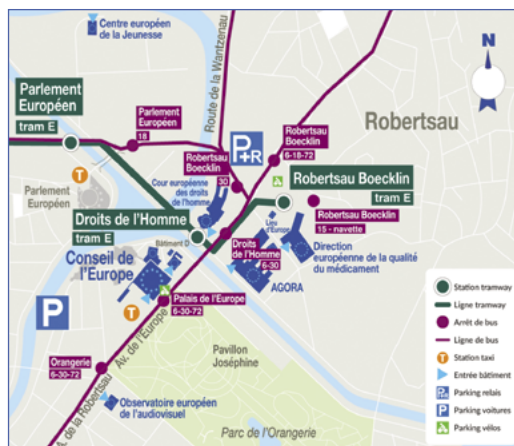 Centre européen
de la Jeunesse
N
Parlement
Européen
tram E
Route de la Wantzenau
Parlement
Européen
18
P+R
Robertsau
Boecklin
6-18-72
Robertsau
Robertsau
Boecklin
30
T
Cour européenne
des droits
de l'homme
Robertsau Boecklin
tram E
Parlement
Européen
Robertsau Boecklin
15 - navette
Droits de l'Homme
tram E
Lieu
d'Europe
Bâtiment D
Droits
de l'Homme
6-30
Direction
européenne de la qualité
du médicament
Conseil de
l'Europe
AGORA
P
T
Palais de l'Europe
6-30-72
Av. de l'Europe
Orangerie
6-30-72
Pavillon
Joséphine
Av. de la Robertsau
Observatoire européen
de l'audiovisuel
Parc de l'Orangerie
Station tramway
Ligne tramway
Arrêt de bus
Ligne de bus
T Station taxi
Entrée bâtiment
P+R Parking relais
P Parking voitures
Parking vélos